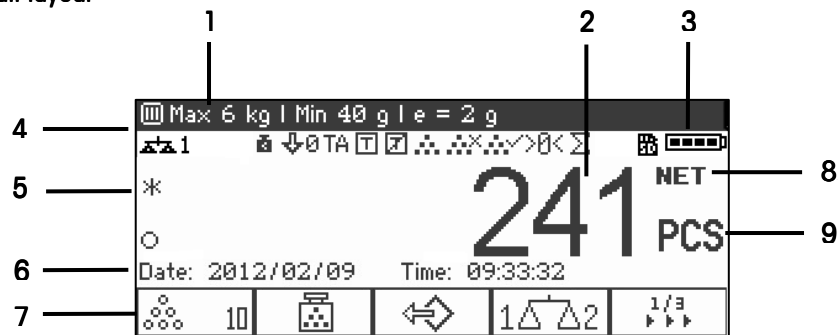 1 2 3
Max 6 kg | Min 40 g | e = 2 g
4 1 0 TA T T >0< Σ
5 * 241 NET 8
PCS 9
6 Date: 2012/02/09 Time: 09:33:32
7 10 1 2 1/3